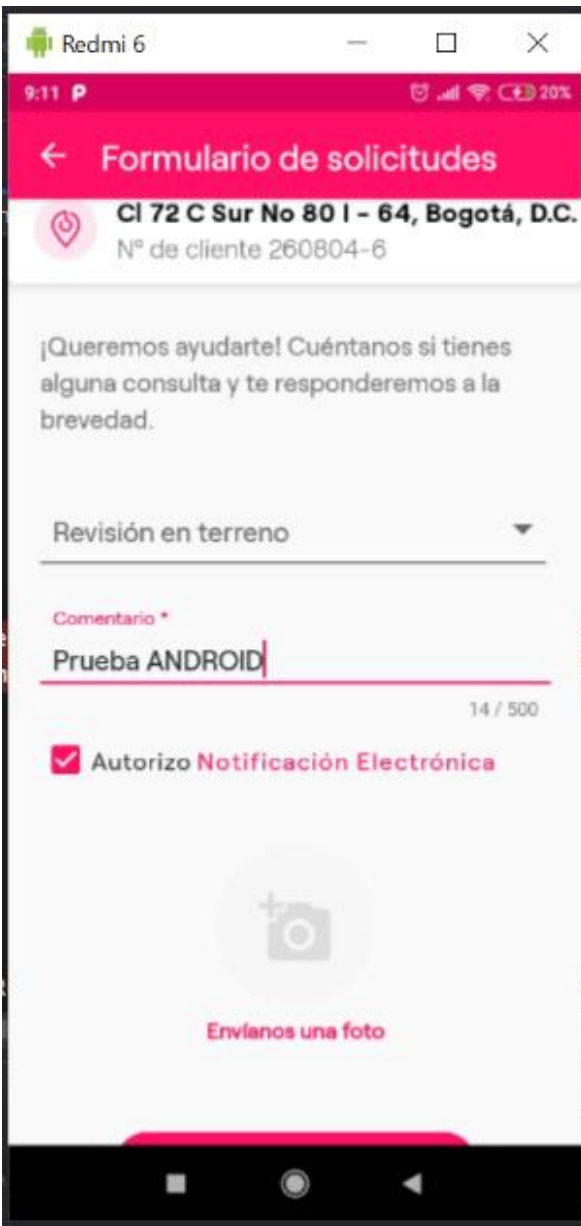 Redmi 6
9:11 P 20%
Formulario de solicitudes
Cl 72 C Sur No 80 I - 64, Bogotá, D.C.
N° de cliente 260804-6
¡Queremos ayudarte! Cuéntanos si tienes
alguna consulta y te responderemos a la
brevedad.
Revisión en terreno
Comentario *
Prueba ANDROID
14 / 500
Autorizo Notificación Electrónica
Envíanos una foto